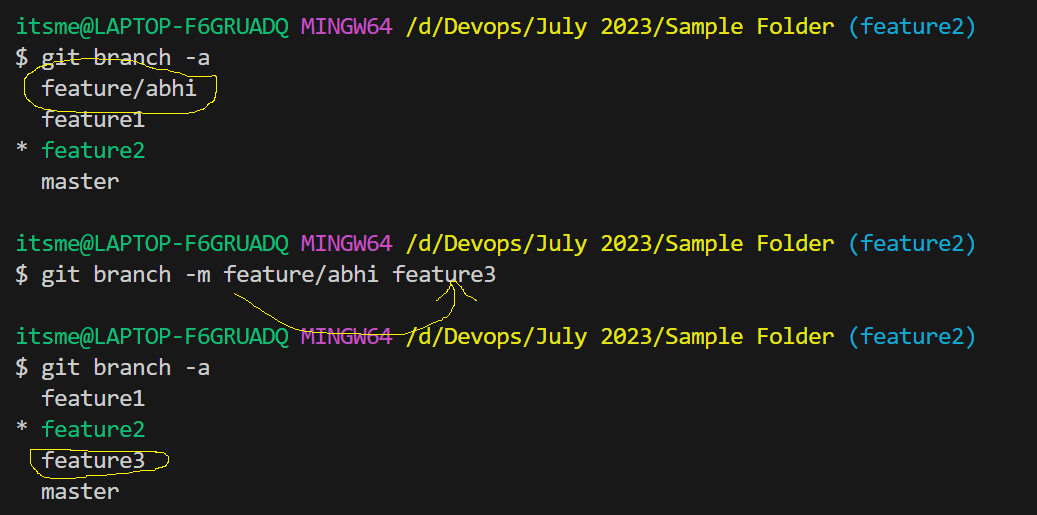 itsme@LAPTOP-F6GRUADQ MINGW64 /d/Devops/July 2023/Sample Folder (feature2)
$ git branch -a
  feature/abhi
  feature1
* feature2
  master

itsme@LAPTOP-F6GRUADQ MINGW64 /d/Devops/July 2023/Sample Folder (feature2)
$ git branch -m feature/abhi feature3

itsme@LAPTOP-F6GRUADQ MINGW64 /d/Devops/July 2023/Sample Folder (feature2)
$ git branch -a
  feature1
* feature2
  feature3
  master